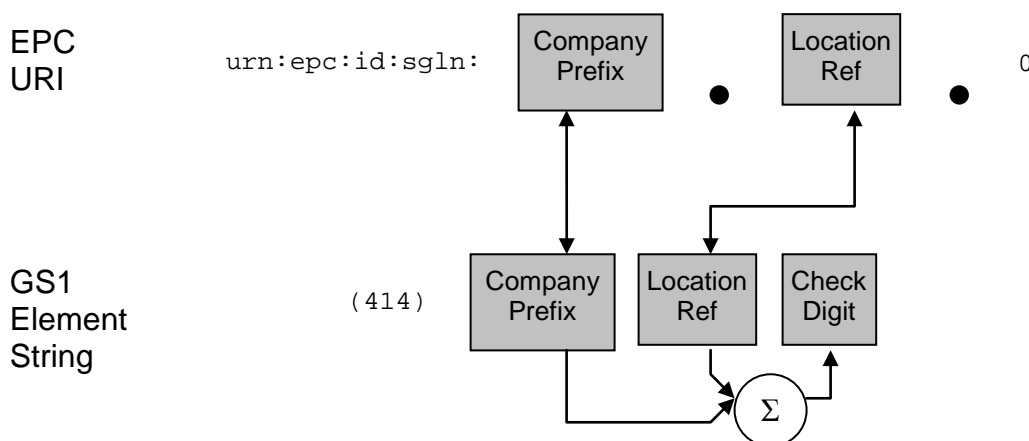 EPC
URI
urn:epc:id:sgln:
Company
Prefix
Location
Ref
0
GS1
Element
String
(414)
Company
Prefix
Location
Ref
Check
Digit
Σ